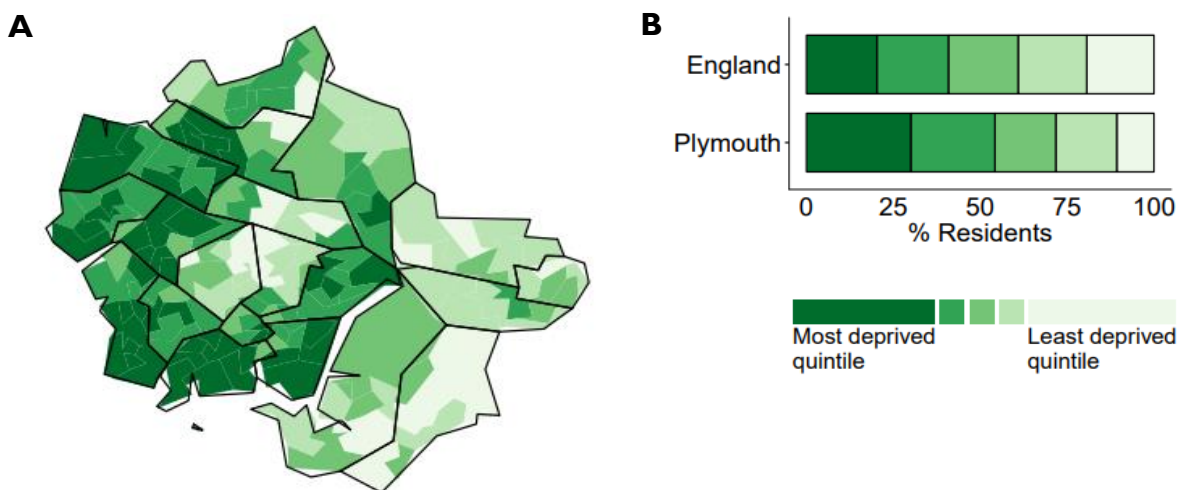 A
B
England
Plymouth
0 25 50 75 100
% Residents
Most deprived quintile
Least deprived quintile